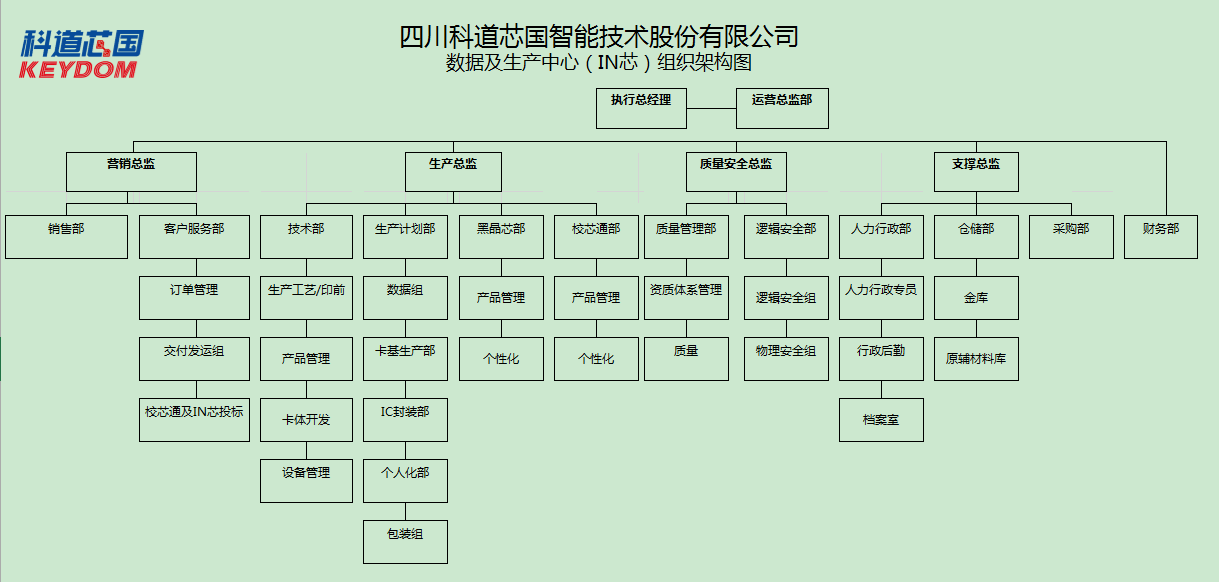 科道芯国
KEYDOM
四川科道芯国智能技术股份有限公司
数据及生产中心（IN芯）组织架构图
执行总经理
运营总监部
营销总监
生产总监
质量安全总监
支撑总监
销售部
客户服务部
技术部
生产计划部
黑晶芯部
校芯通部
质量管理部
逻辑安全部
人力行政部
仓储部
采购部
财务部
订单管理
生产工艺/印前
数据组
产品管理
产品管理
资质体系管理
逻辑安全组
人力行政专员
金库
交付发运组
产品管理
卡基生产部
个性化
个性化
质量
物理安全组
行政后勤
原辅材料库
校芯通及IN芯投标
卡体开发
IC封装部
档案室
设备管理
个人化部
包装组